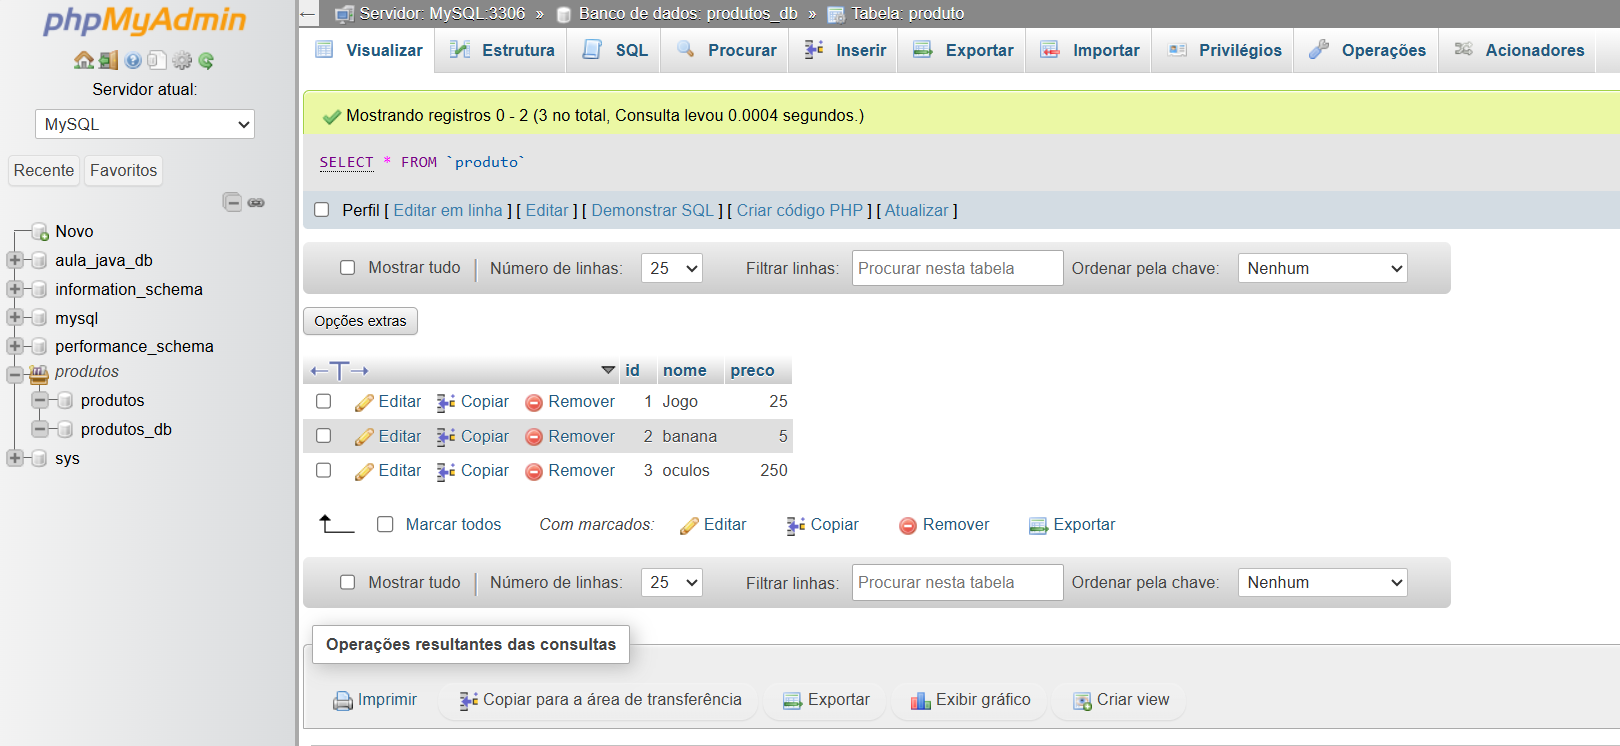 phpMyAdmin
Servidor atual:
MySQL
Recente Favoritos
Novo
aula_java_db
information_schema
mysql
performance_schema
produtos
produtos
produtos_db
sys
← Servidor: MySQL:3306 » Banco de dados: produtos_db » Tabela: produto
Visualizar Estrutura SQL Procurar Inserir Exportar Importar Privilégios Operações Acionadores
Mostrando registros 0 - 2 (3 no total, Consulta levou 0.0004 segundos.)
SELECT * FROM `produto`
Perfil [ Editar em linha ] [ Editar ] [ Demonstrar SQL ] [ Criar código PHP ] [ Atualizar ]
Mostrar tudo | Número de linhas: 25 Filtrar linhas: Procurar nesta tabela Ordenar pela chave: Nenhum
Opções extras
←T→ id nome preco
Editar Copiar Remover 1 Jogo 25
Editar Copiar Remover 2 banana 5
Editar Copiar Remover 3 oculos 250
Marcar todos Com marcados: Editar Copiar Remover Exportar
Mostrar tudo | Número de linhas: 25 Filtrar linhas: Procurar nesta tabela Ordenar pela chave: Nenhum
Operações resultantes das consultas
Imprimir Copiar para a área de transferência Exportar Exibir gráfico Criar view